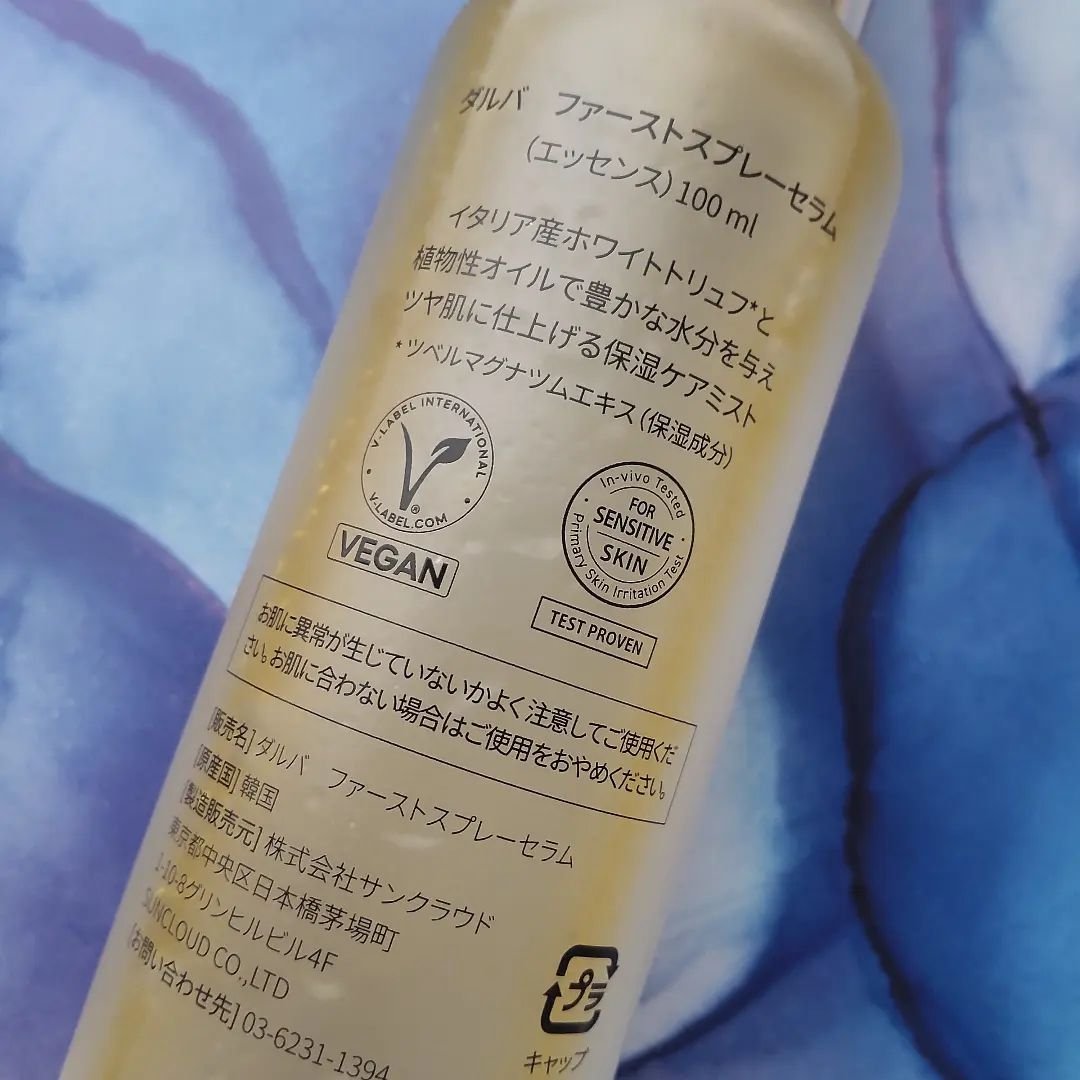 ダルバ　ファーストスプレーセラム
(エッセンス) 100 ml
イタリア産ホワイトトリュフ*と
植物性オイルで豊かな水分を与え
ツヤ肌に仕上げる保湿ケアミスト
* ツベルマグナツムエキス (保湿成分)
V-LABEL INTERNATIONAL
V-LABEL.COM
®
VEGAN
In-vivo Tested
FOR
SENSITIVE
SKIN
Primary Skin Irritation Test
TEST PROVEN
お肌に異常が生じていないかよく注意してご使用くだ
さい。お肌に合わない場合はご使用をおやめください。
[販売名] ダルバ　ファーストスプレーセラム
[原産国] 韓国
[製造販売元] 株式会社サンクラウド
東京都中央区日本橋茅場町
1-10-8グリンヒルビル4F
SUNCLOUD CO.,LTD
[お問い合わせ先] 03-6231-1394
プラ
キャップ